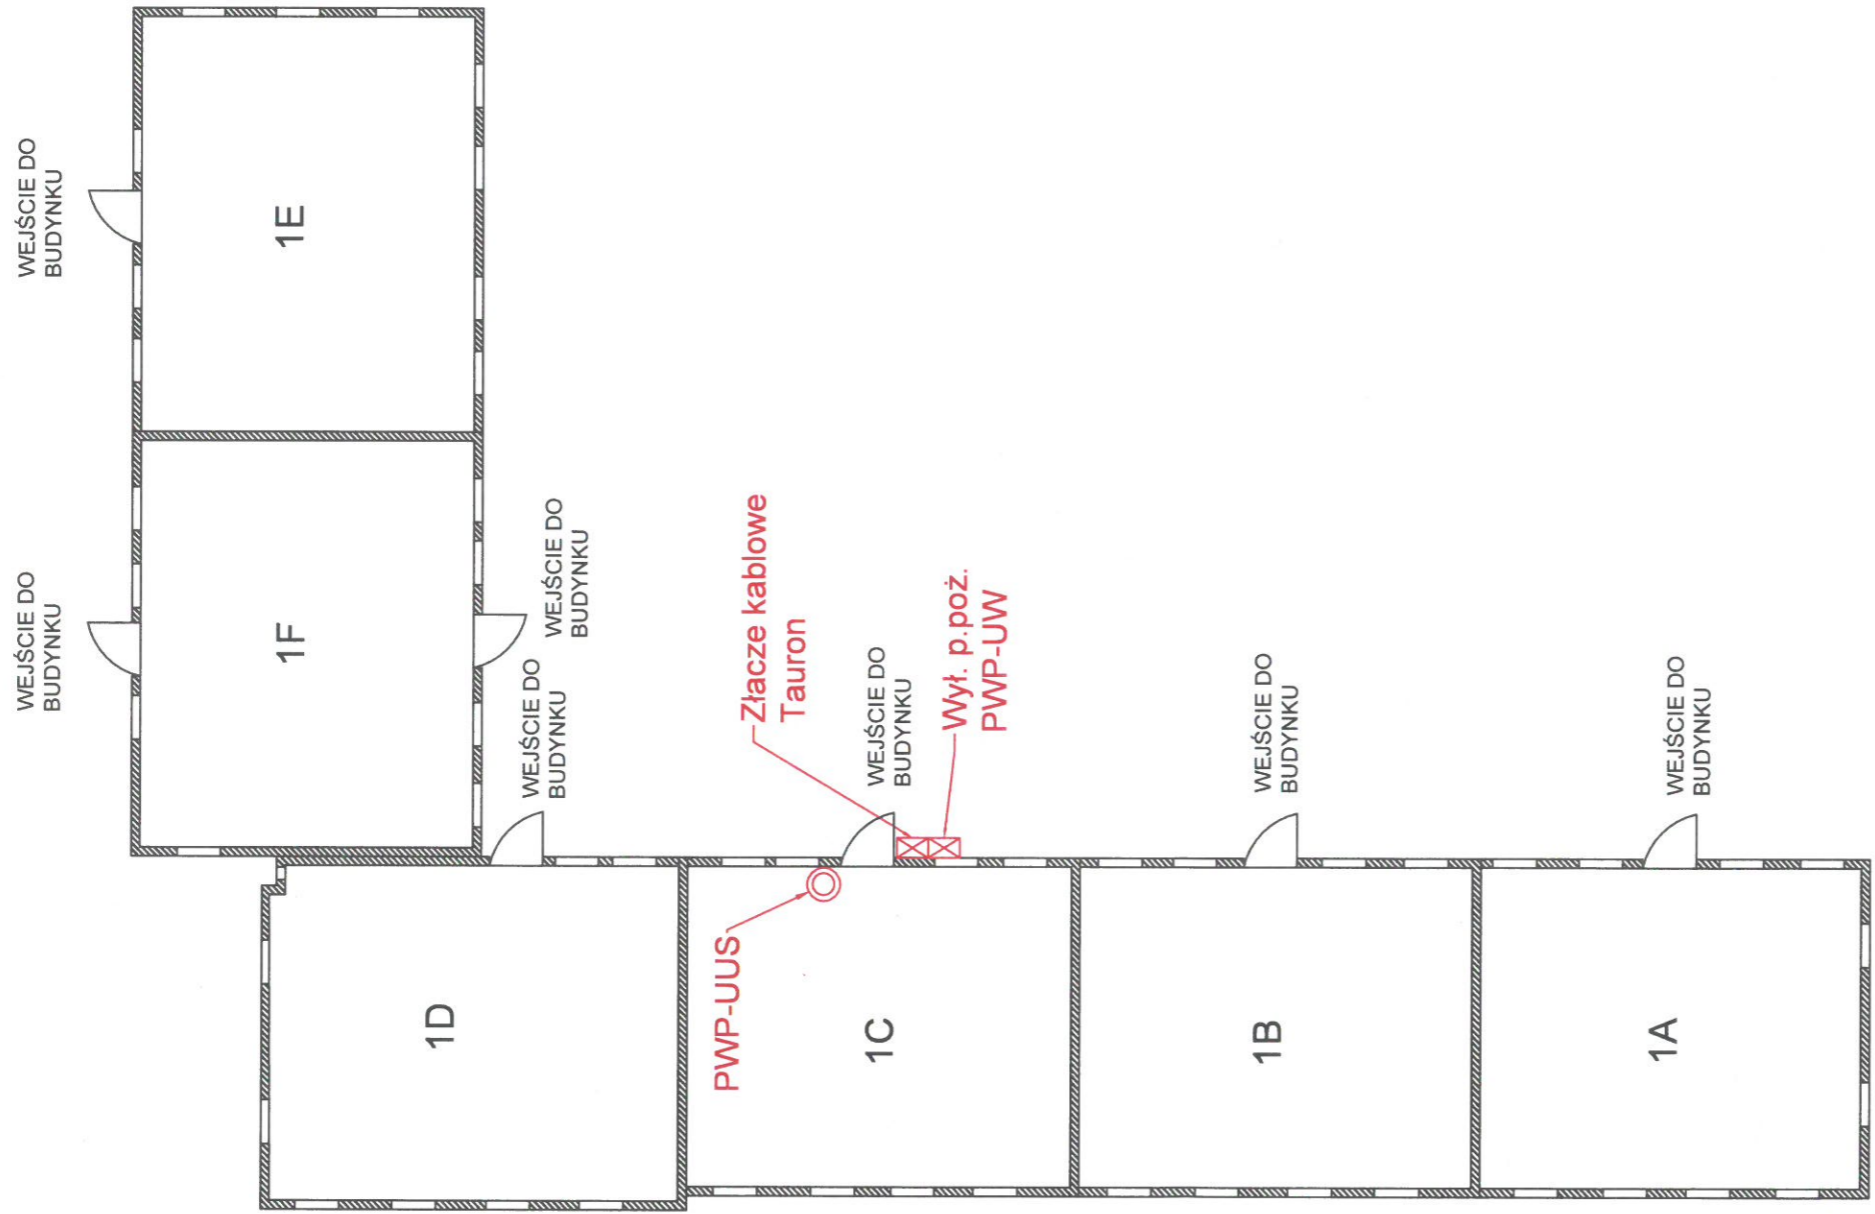 WEJŚCIE DO
BUDYNKU
1E
WEJŚCIE DO
BUDYNKU
1F
WEJŚCIE DO
BUDYNKU
WEJŚCIE DO
BUDYNKU
1D
Złacze kablowe
Tauron
WEJŚCIE DO
BUDYNKU
Wył. p.poż.
PWP-UW
PWP-UUS
1C
WEJŚCIE DO
BUDYNKU
1B
WEJŚCIE DO
BUDYNKU
1A